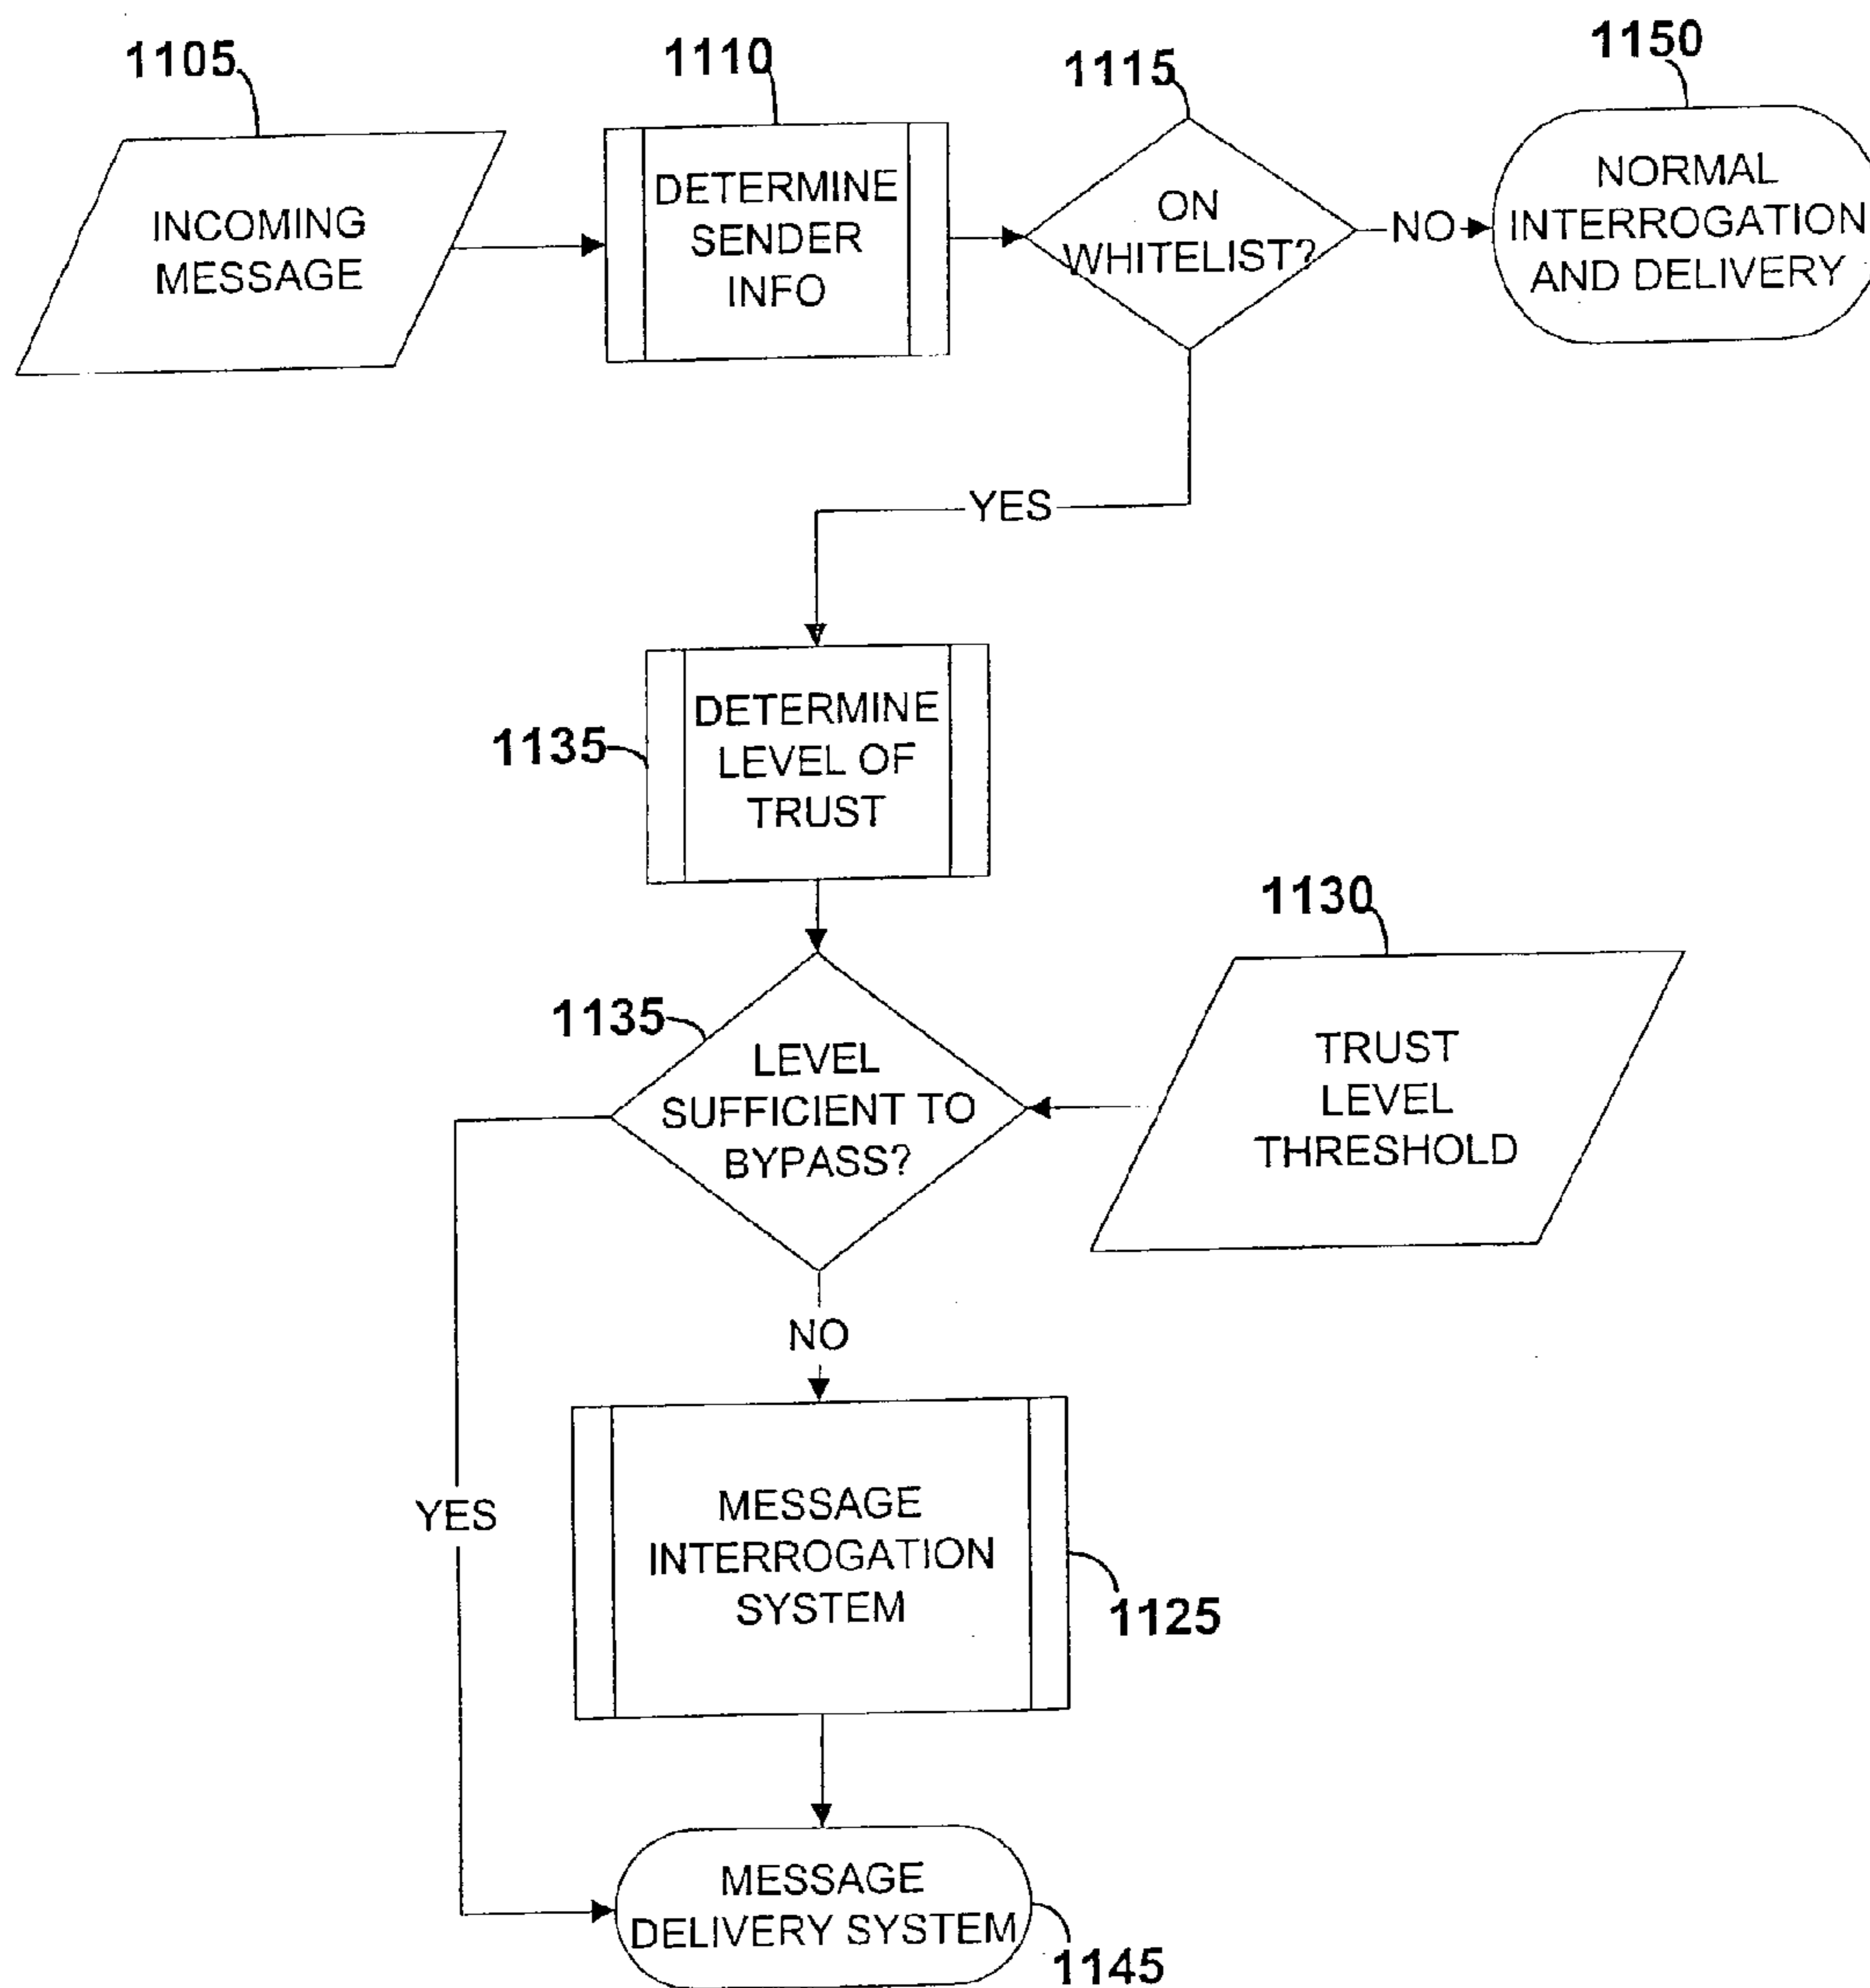 1105
INCOMING
MESSAGE
1110
DETERMINE
SENDER
INFO
1115
ON
WHITELIST?
NO
1150
NORMAL
INTERROGATION
AND DELIVERY
YES
1135
DETERMINE
LEVEL OF
TRUST
1135
LEVEL
SUFFICIENT TO
BYPASS?
1130
TRUST
LEVEL
THRESHOLD
NO
YES
MESSAGE
INTERROGATION
SYSTEM
1125
MESSAGE
DELIVERY SYSTEM
1145